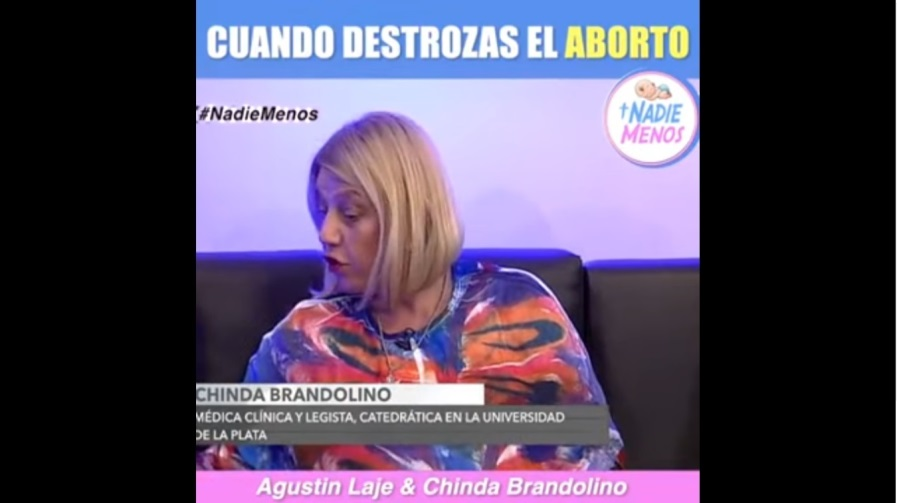 CUANDO DESTROZAS EL ABORTO
#NadieMenos
NADIE
MENOS
CHINDA BRANDOLINO
MÉDICA CLÍNICA Y LEGISTA, CATEDRÁTICA EN LA UNIVERSIDAD
DE LA PLATA
Agustin Laje & Chinda Brandolino